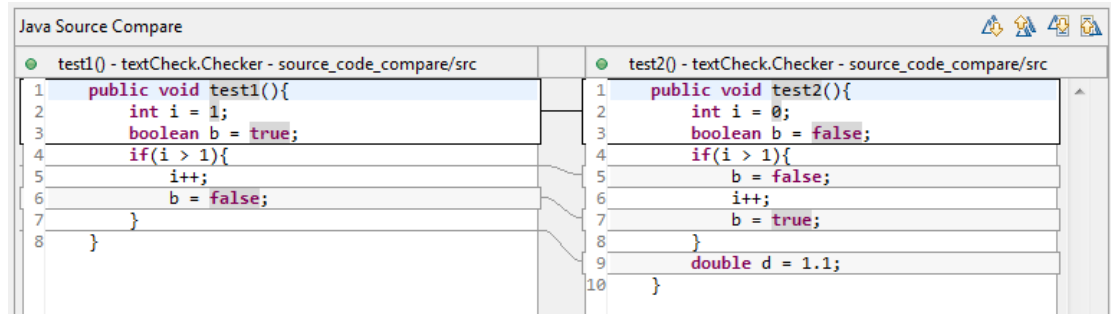 Java Source Compare
test1() - textCheck.Checker - source_code_compare/src
1 public void test1(){
2 int i = 1;
3 boolean b = true;
4 if(i > 1){
5 i++;
6 b = false;
7 }
8 }
test2() - textCheck.Checker - source_code_compare/src
1 public void test2(){
2 int i = 0;
3 boolean b = false;
4 if(i > 1){
5 b = false;
6 i++;
7 b = true;
8 }
9 double d = 1.1;
10 }